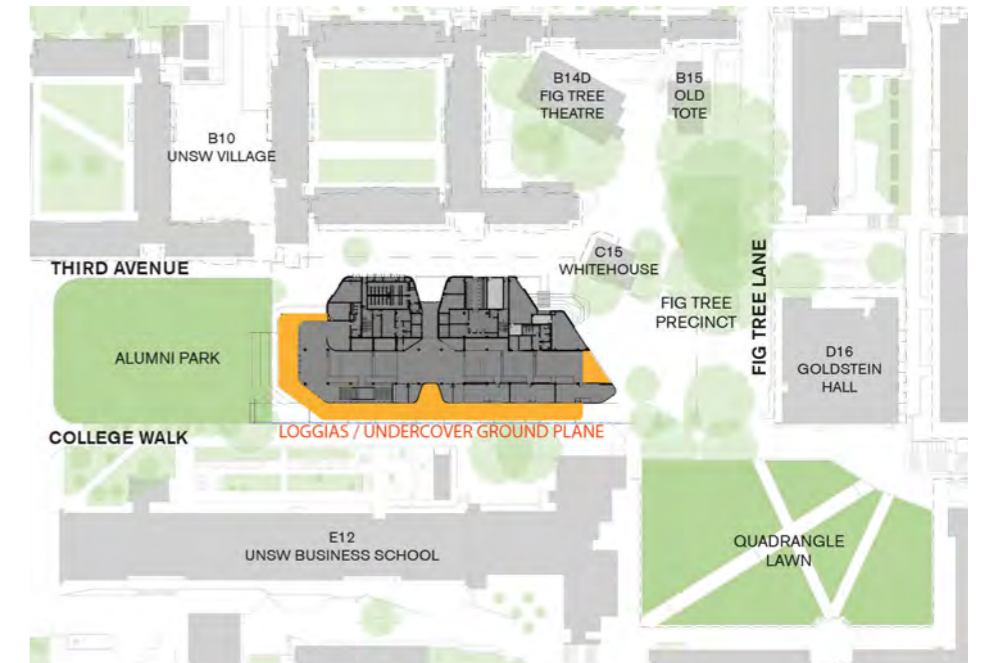 B14D
FIG TREE
THEATRE
B15
OLD
TOTE
B10
UNSW VILLAGE
THIRD AVENUE
C15
WHITEHOUSE
FIG TREE
PRECINCT
FIG TREE LANE
ALUMNI PARK
D16
GOLDSTEIN
HALL
COLLEGE WALK
LOGGIAS / UNDERCOVER GROUND PLANE
E12
UNSW BUSINESS SCHOOL
QUADRANGLE
LAWN